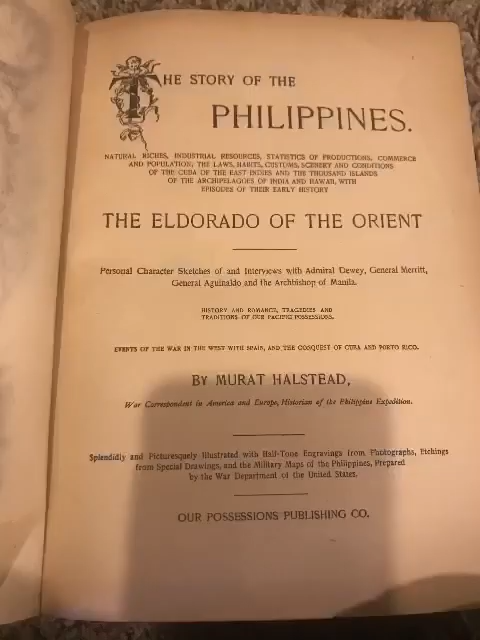 THE STORY OF THE
PHILIPPINES.
NATURAL RICHES, INDUSTRIAL RESOURCES, STATISTICS OF PRODUCTIONS, COMMERCE
AND POPULATION; THE LAWS, HABITS, CUSTOMS, SCENERY AND CONDITIONS
OF THE CUBA OF THE EAST INDIES AND THE THOUSAND ISLANDS
OF THE ARCHIPELAGOES OF INDIA AND HAWAII, WITH
EPISODES OF THEIR EARLY HISTORY
THE ELDORADO OF THE ORIENT
Personal Character Sketches of and Interviews with Admiral Dewey, General Merritt,
General Aguinaldo and the Archbishop of Manila.
HISTORY AND ROMANCE, TRAGEDIES AND
TRADITIONS OF OUR PACIFIC POSSESSIONS.
EVENTS OF THE WAR IN THE WEST WITH SPAIN, AND THE CONQUEST OF CUBA AND PORTO RICO.
BY MURAT HALSTEAD,
War Correspondent in America and Europe, Historian of the Philippine Expedition.
Splendidly and Picturesquely Illustrated with Half-Tone Engravings from Photographs, Etchings
from Special Drawings, and the Military Maps of the Philippines, Prepared
by the War Department of the United States.
OUR POSSESSIONS PUBLISHING CO.